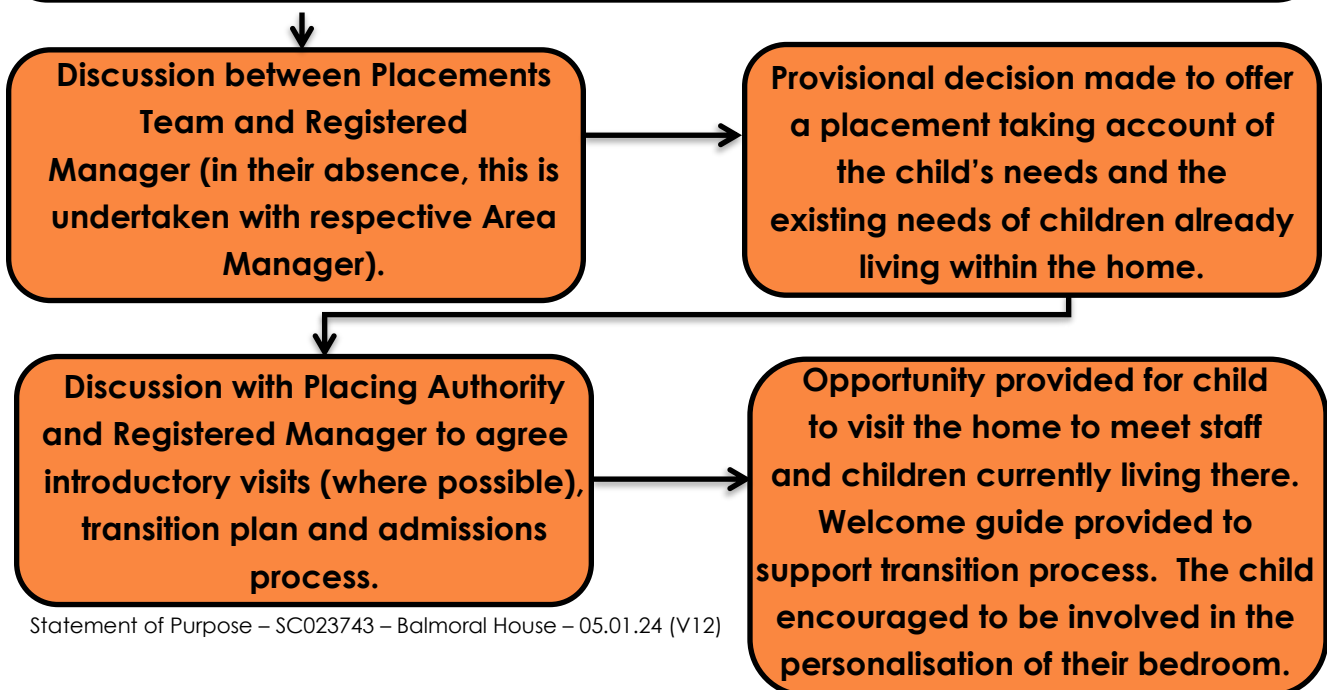 Discussion between Placements
Team and Registered
Manager (in their absence, this is
undertaken with respective Area
Manager).
Provisional decision made to offer
a placement taking account of
the child's needs and the
existing needs of children already
living within the home.
Discussion with Placing Authority
and Registered Manager to agree
introductory visits (where possible),
transition plan and admissions
process.
Opportunity provided for child
to visit the home to meet staff
and children currently living there.
Welcome guide provided to
support transition process.  The child
encouraged to be involved in the
personalisation of their bedroom.
Statement of Purpose – SC023743 – Balmoral House – 05.01.24 (V12)